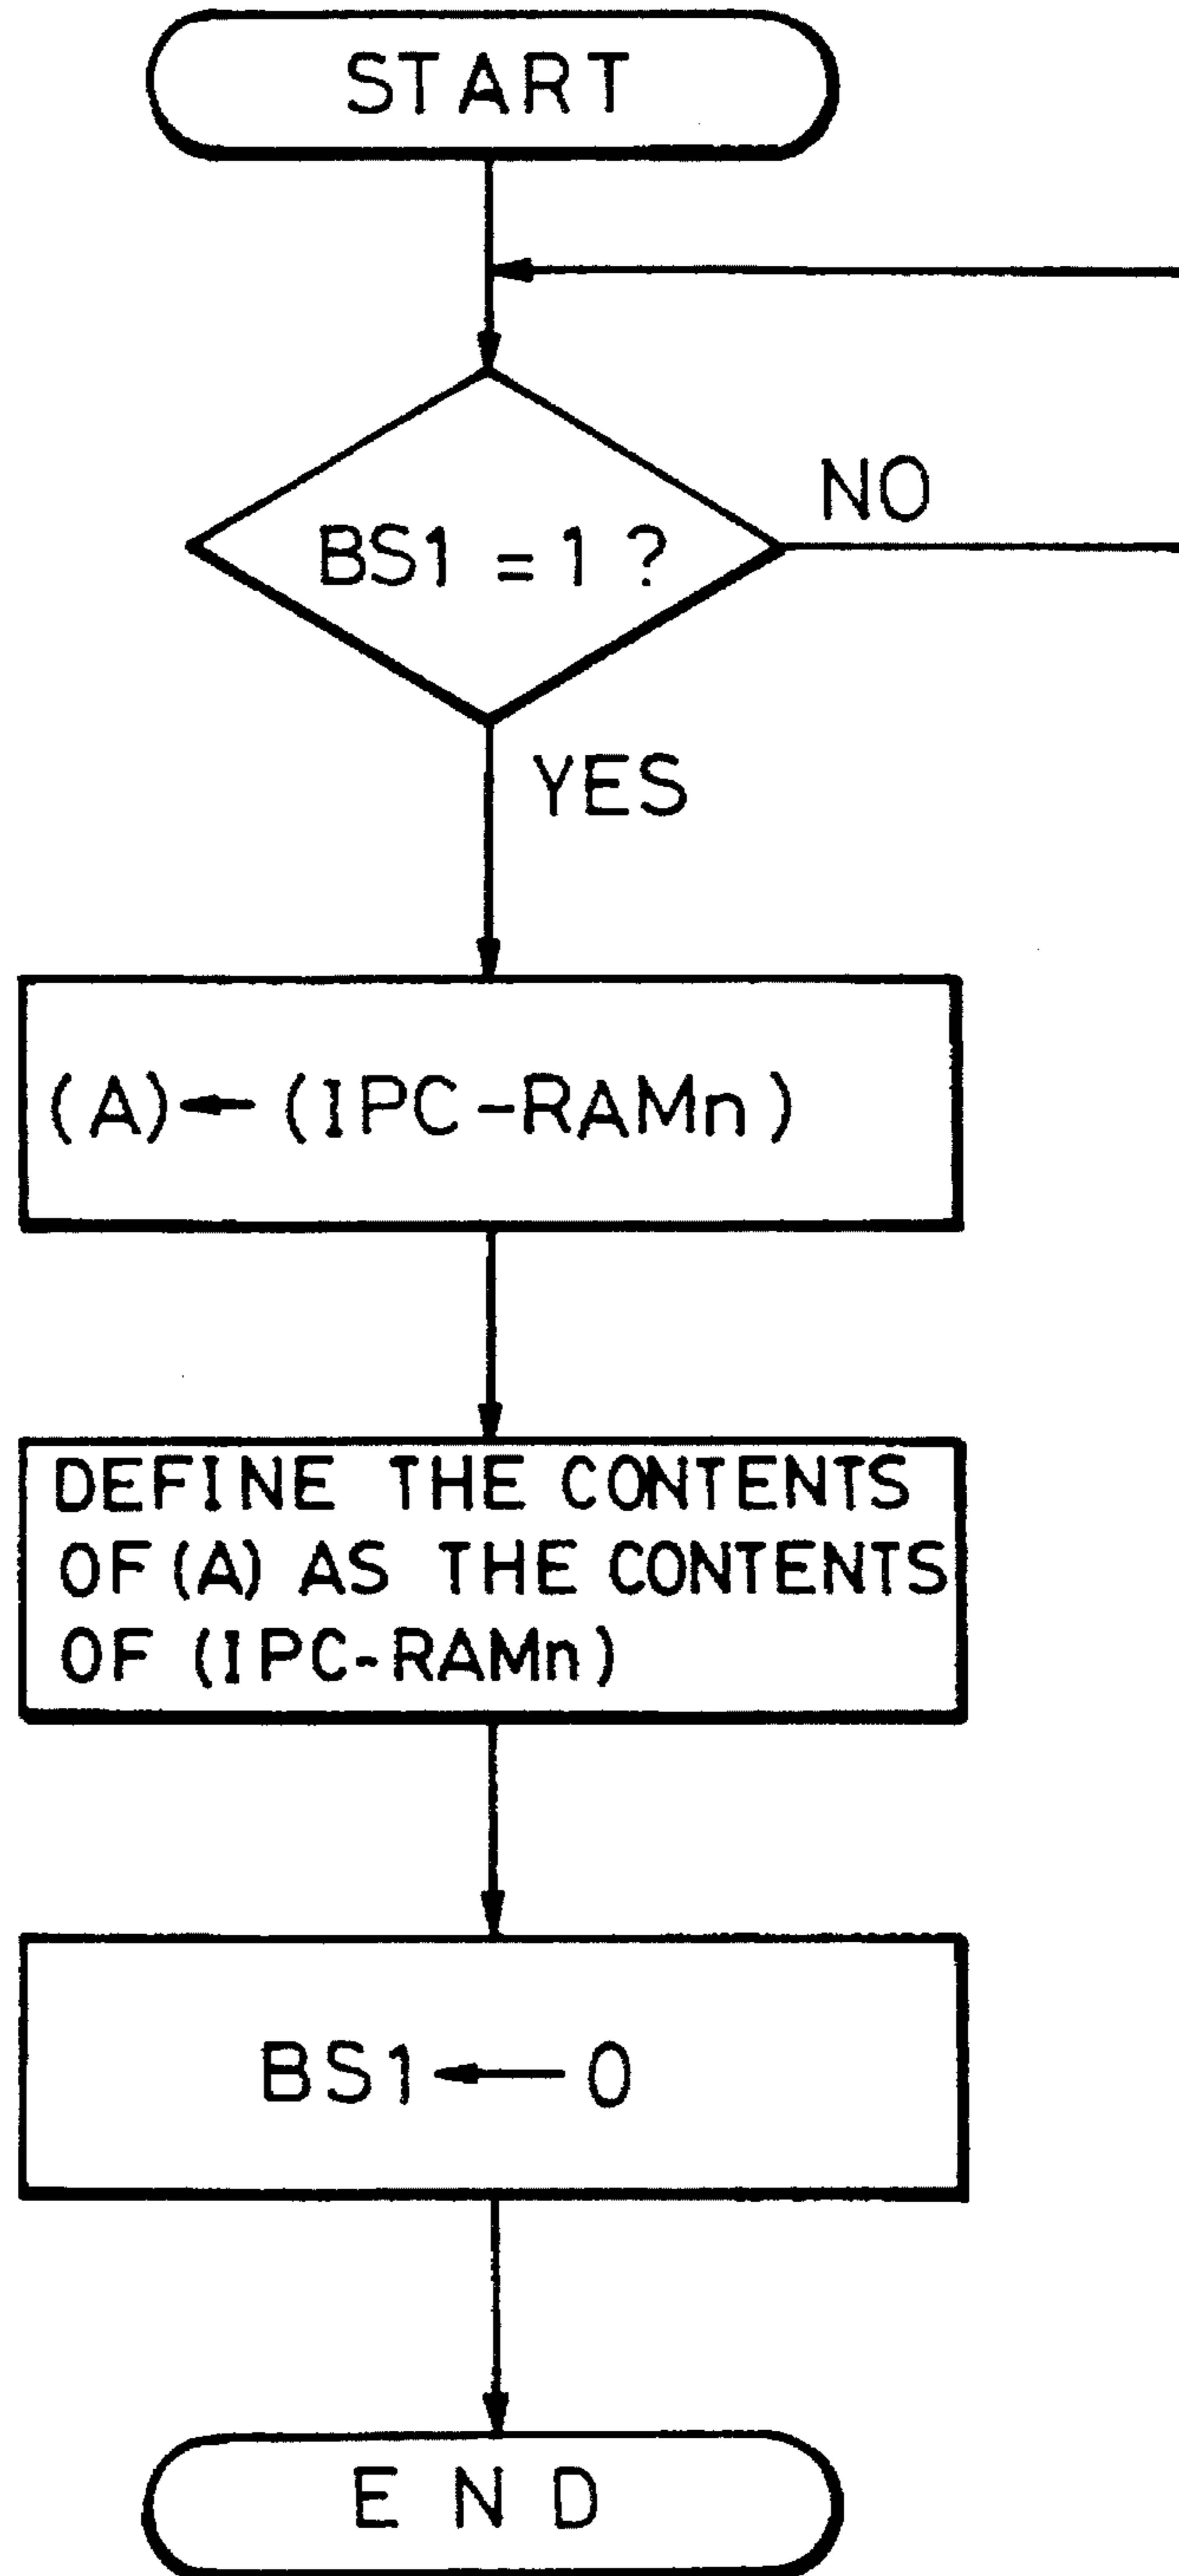 START
BS1 = 1 ?
NO
YES
(A) ← (IPC-RAMn)
DEFINE THE CONTENTS
OF (A) AS THE CONTENTS
OF (IPC-RAMn)
BS1 ← 0
END